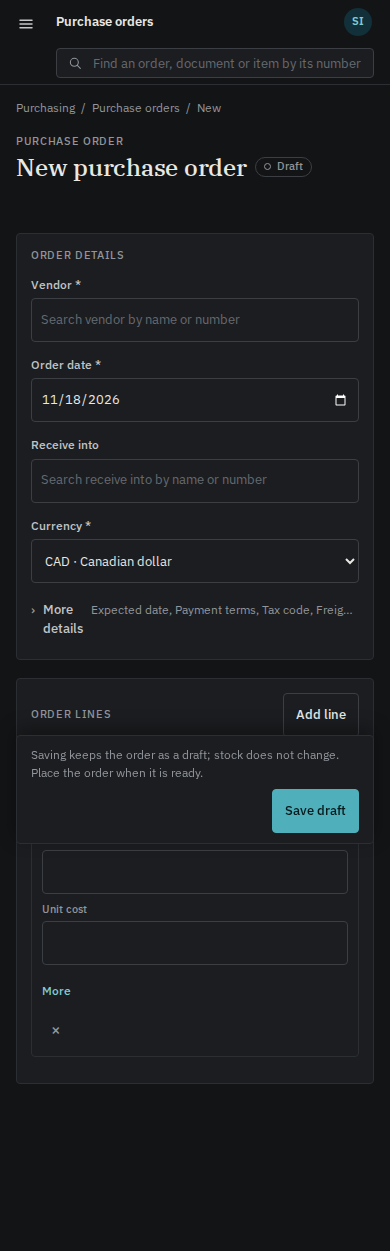 Purchase orders
SI
Find an order, document or item by its number
Purchasing / Purchase orders / New
PURCHASE ORDER
New purchase order
Draft
ORDER DETAILS
Vendor *
Search vendor by name or number
Order date *
11/18/2026
Receive into
Search receive into by name or number
Currency *
CAD · Canadian dollar
› More details
Expected date, Payment terms, Tax code, Freig...
ORDER LINES
Add line
Saving keeps the order as a draft; stock does not change.
Place the order when it is ready.
Save draft
Unit cost
More
×